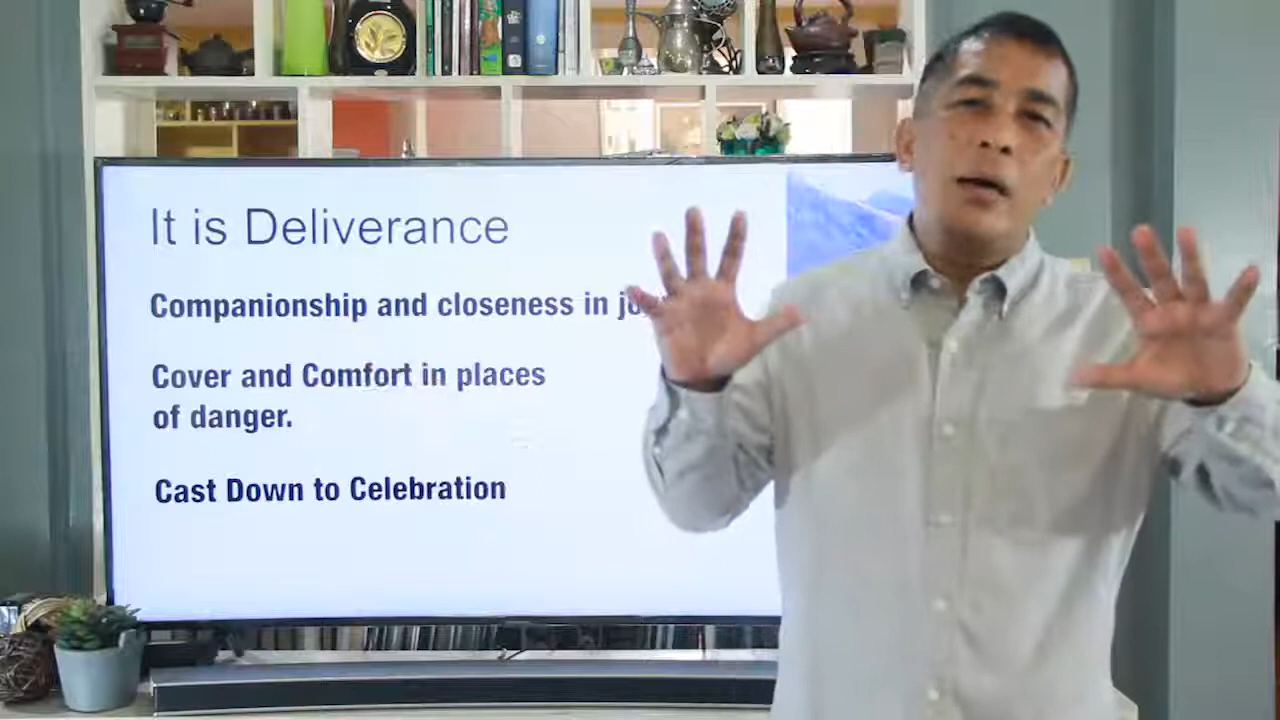 It is Deliverance
Companionship and closeness in
Cover and Comfort in places
of danger.
Cast Down to Celebration